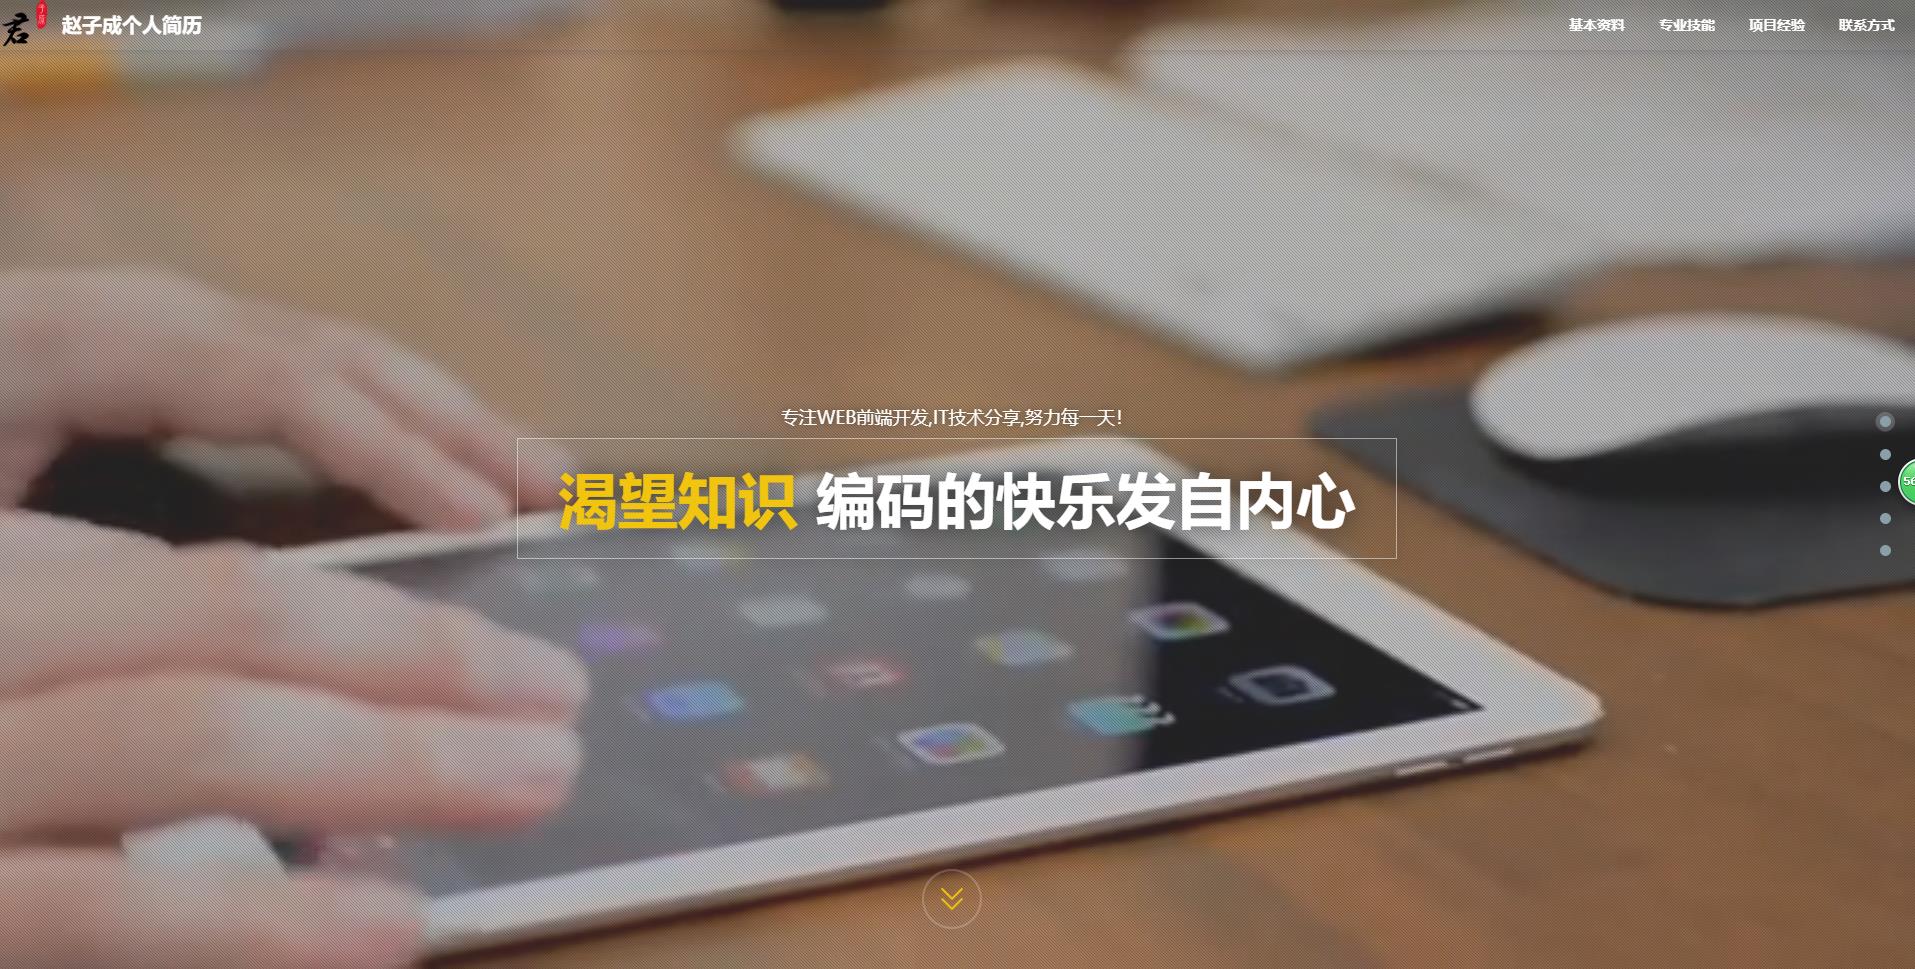 君
赵子成个人简历
基本资料
专业技能
项目经验
联系方式
专注WEB前端开发,IT技术分享,努力每一天！
渴望知识 编码的快乐发自内心
56